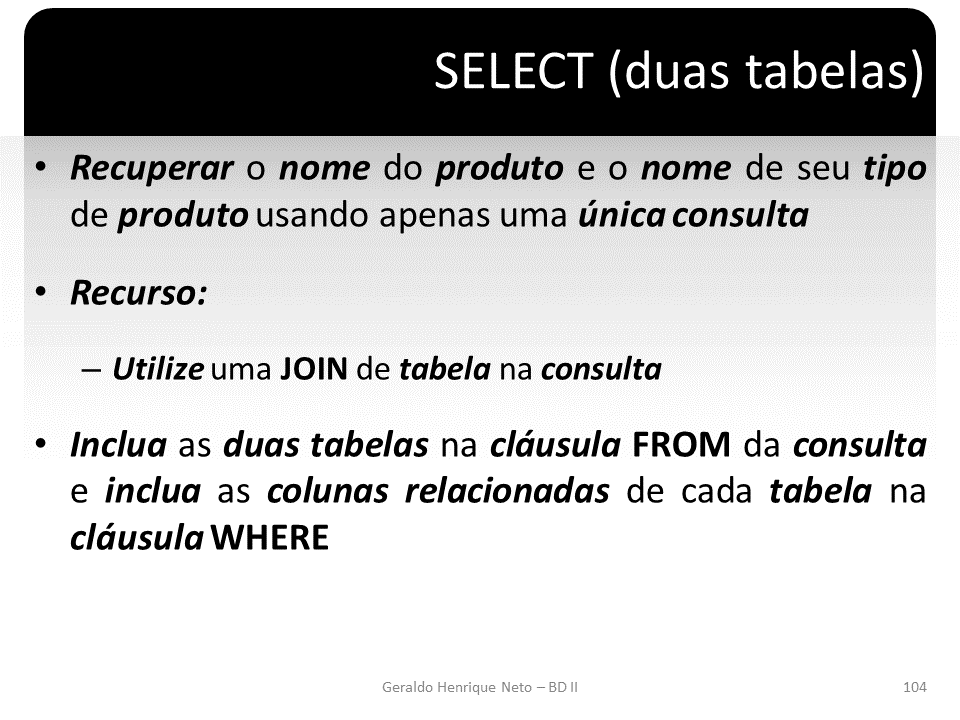 SELECT (duas tabelas)
• Recuperar o nome do produto e o nome de seu tipo
de produto usando apenas uma única consulta
• Recurso:
– Utilize uma JOIN de tabela na consulta
• Inclua as duas tabelas na cláusula FROM da consulta
e inclua as colunas relacionadas de cada tabela na
cláusula WHERE
Geraldo Henrique Neto – BD II
104